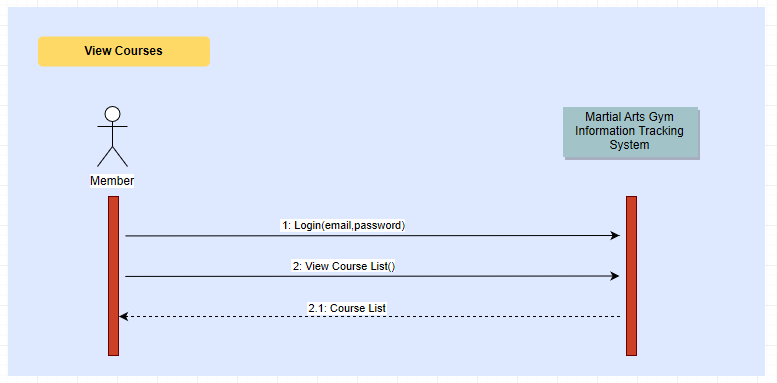 View Courses
Martial Arts Gym
Information Tracking
System
Member
1: Login(email,password)
2: View Course List()
2.1: Course List